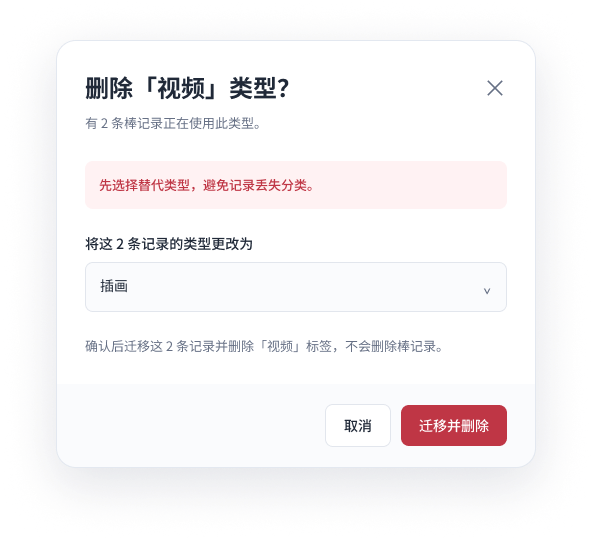 删除「视频」类型？
有 2 条棒记录正在使用此类型。
先选择替代类型，避免记录丢失分类。
将这 2 条记录的类型更改为
插画
确认后迁移这 2 条记录并删除「视频」标签，不会删除棒记录。
取消
迁移并删除